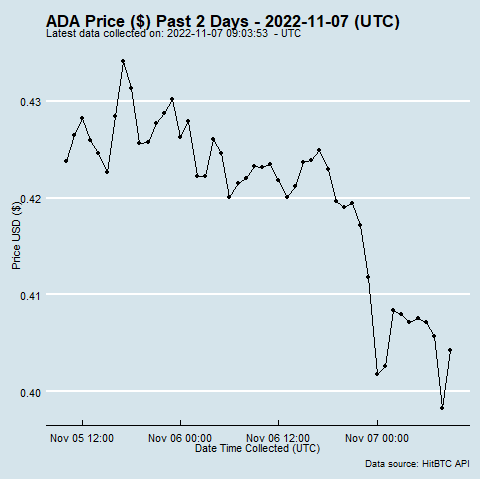 ADA Price ($) Past 2 Days - 2022-11-07 (UTC)
Latest data collected on: 2022-11-07 09:03:53 - UTC
0.43
0.42
0.41
0.40
Price USD ($)
Nov 05 12:00 Nov 06 00:00 Nov 06 12:00 Nov 07 00:00
Date Time Collected (UTC)
Data source: HitBTC API